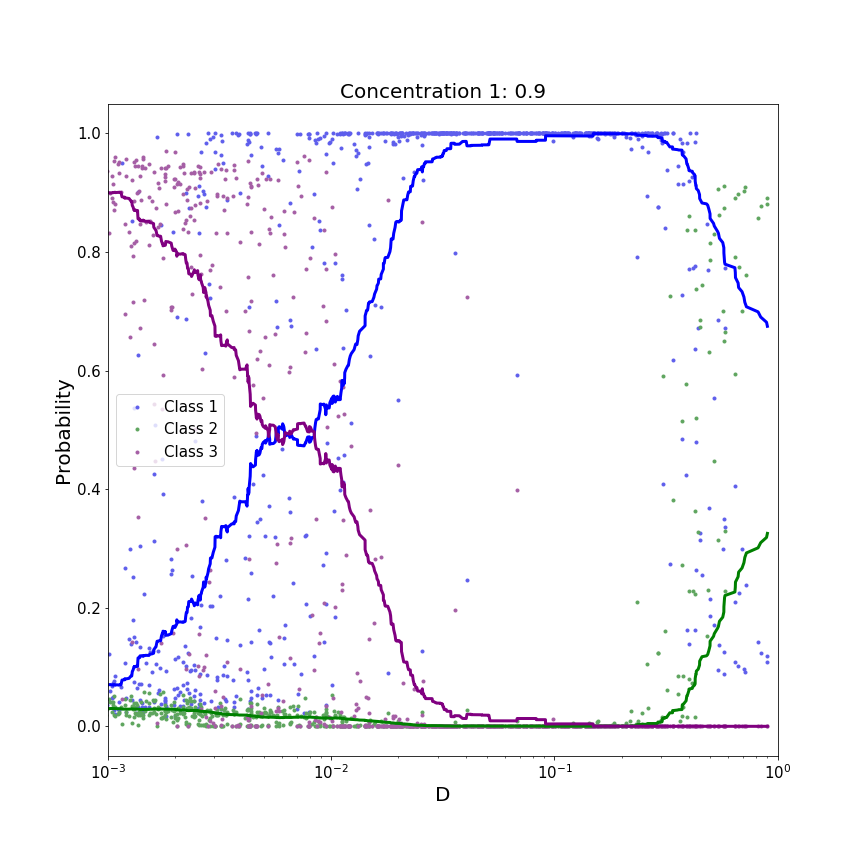 Concentration 1: 0.9
1.0
0.8
0.6
0.4
0.2
0.0
Probability
Class 1
Class 2
Class 3
10⁻³
10⁻²
10⁻¹
10⁰
D